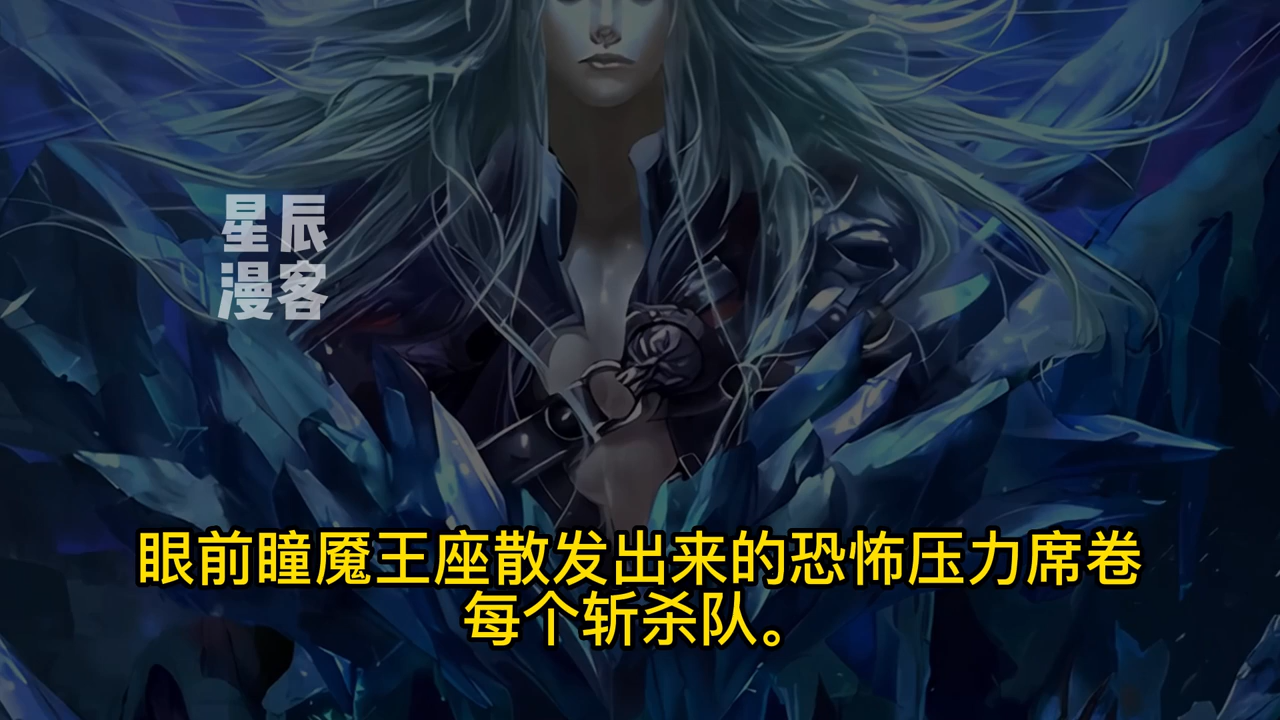 星辰
漫客
眼前瞳魇王座散发出来的恐怖压力席卷
每个斩杀队。